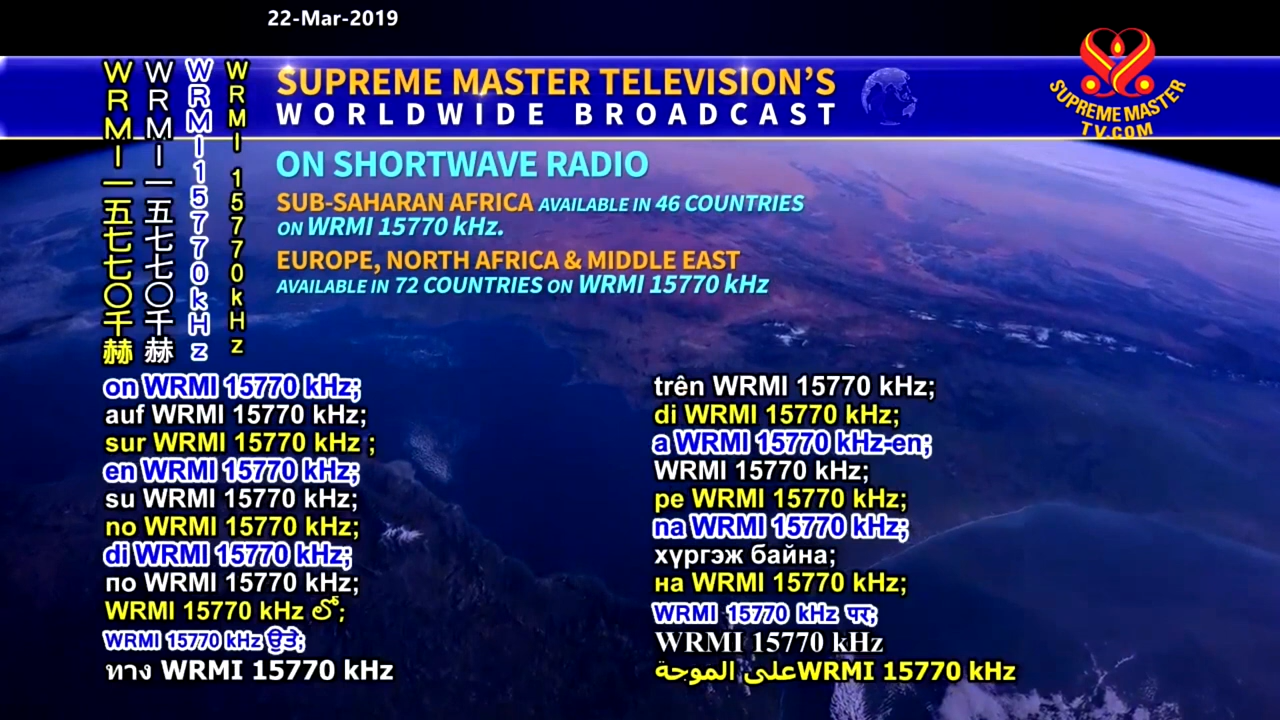 22-Mar-2019
SUPREME MASTER TELEVISION'S
WORLDWIDE BROADCAST
SUPREME MASTER
TV.COM
WRMI一五七七〇千赫
WRMI一五七七〇千赫
WRMI15770kHz
WRMI 15770kHz
ON SHORTWAVE RADIO
SUB-SAHARAN AFRICA AVAILABLE IN 46 COUNTRIES
ON WRMI 15770 kHz.
EUROPE, NORTH AFRICA & MIDDLE EAST
AVAILABLE IN 72 COUNTRIES ON WRMI 15770 kHz
on WRMI 15770 kHz;
auf WRMI 15770 kHz;
sur WRMI 15770 kHz ;
en WRMI 15770 kHz;
su WRMI 15770 kHz;
no WRMI 15770 kHz;
di WRMI 15770 kHz;
по WRMI 15770 kHz;
WRMI 15770 kHz లో;
WRMI 15770 kHz ਉਤੇ;
ทาง WRMI 15770 kHz
trên WRMI 15770 kHz;
di WRMI 15770 kHz;
a WRMI 15770 kHz-en;
WRMI 15770 kHz;
pe WRMI 15770 kHz;
na WRMI 15770 kHz;
хүргэж байна;
на WRMI 15770 kHz;
WRMI 15770 kHz पर;
WRMI 15770 kHz
على الموجة WRMI 15770 kHz